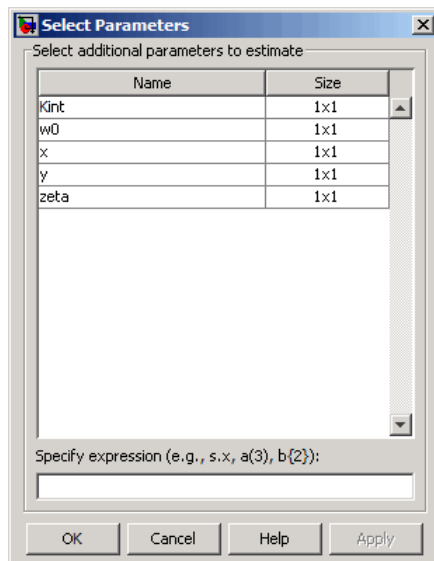 Select Parameters
Select additional parameters to estimate
Name Size
Kint 1x1
w0 1x1
x 1x1
y 1x1
zeta 1x1
Specify expression (e.g., s.x, a(3), b{2}):
OK Cancel Help Apply